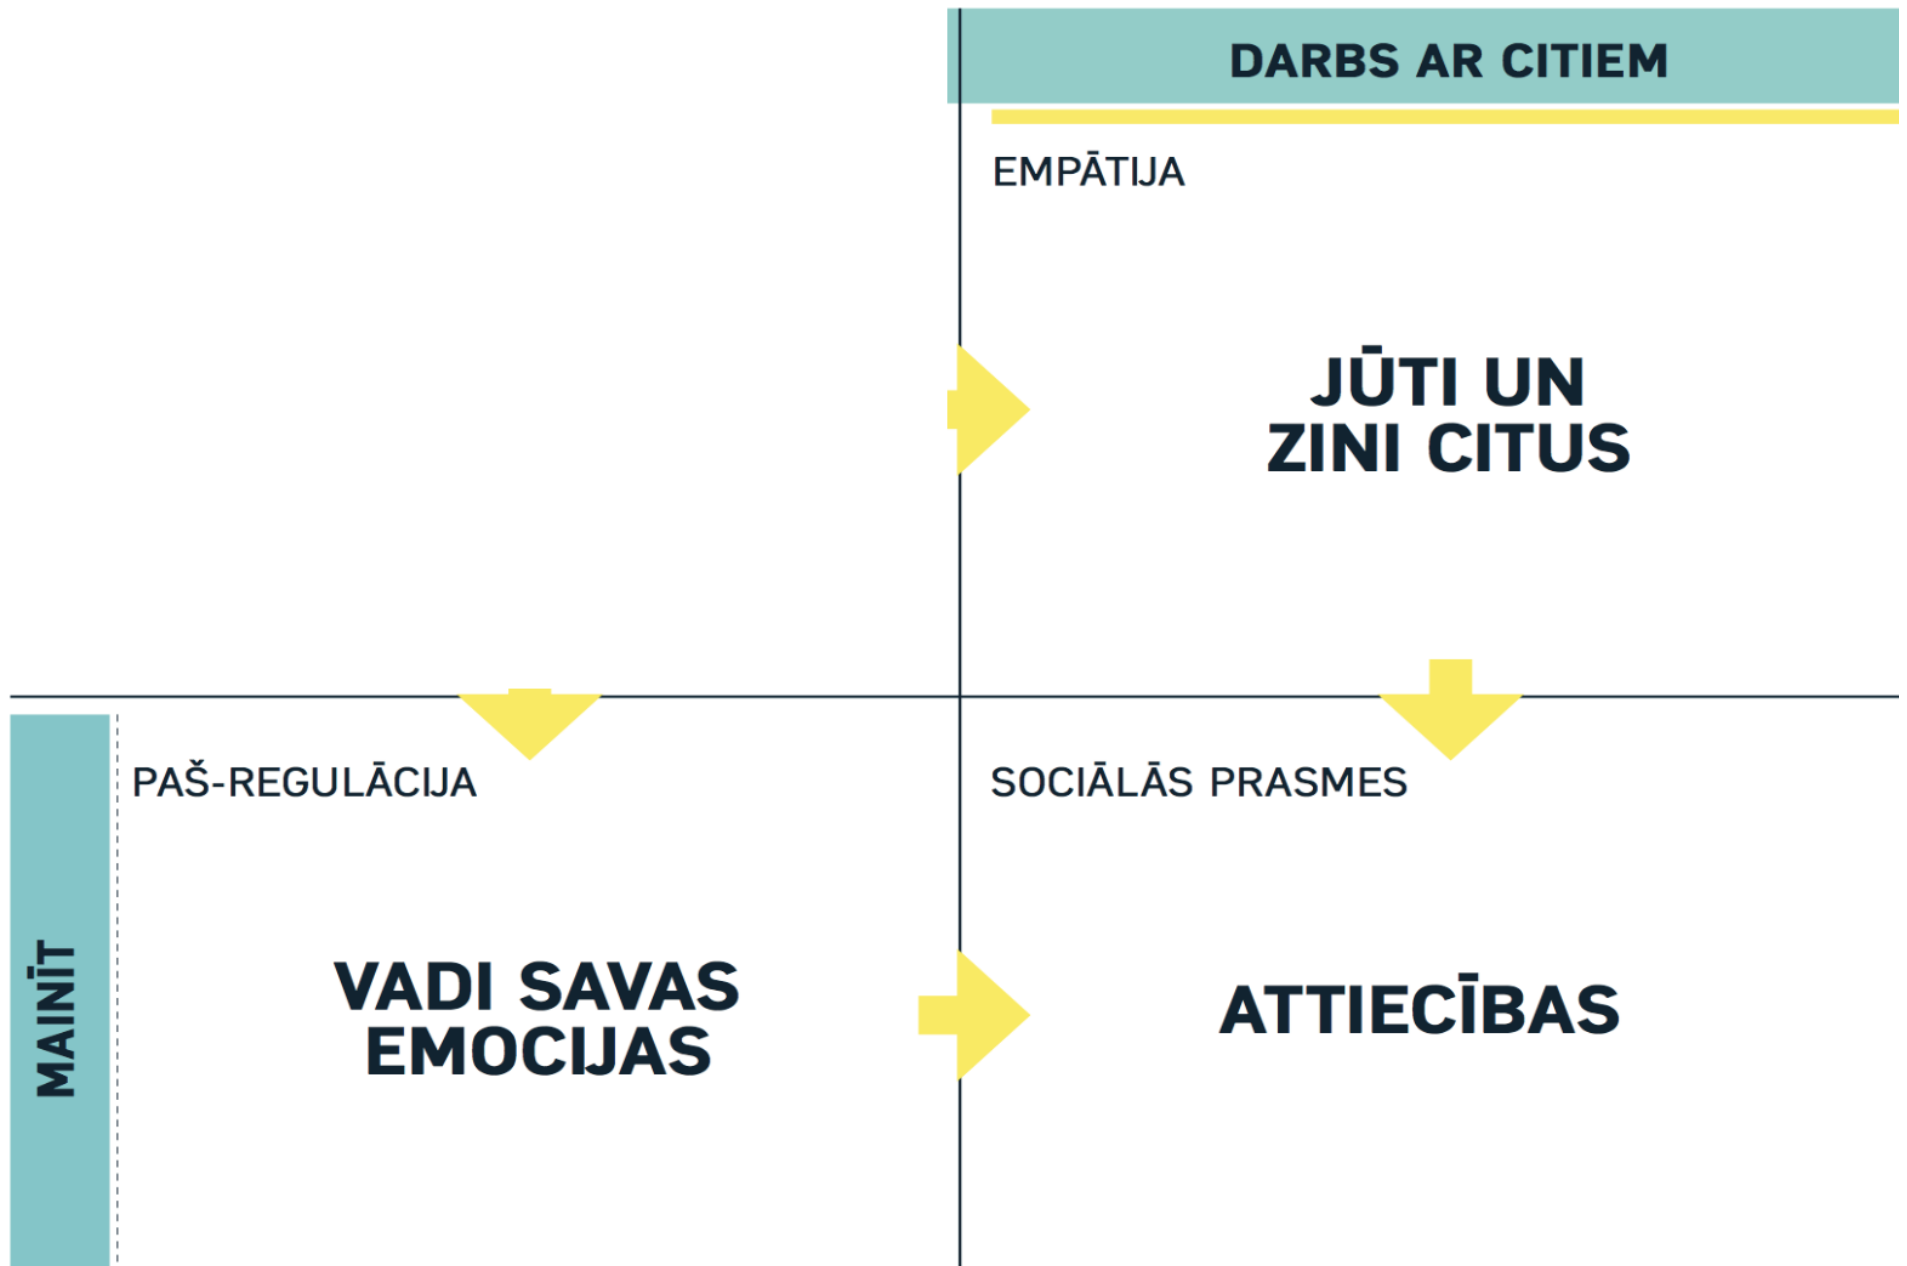 DARBS AR CITIEM
EMPĀTIJA
JŪTI UN
ZINI CITUS
MAINĪT
PAŠ-REGULĀCIJA
VADI SAVAS
EMOCIJAS
SOCIĀLĀS PRASMES
ATTIECĪBAS